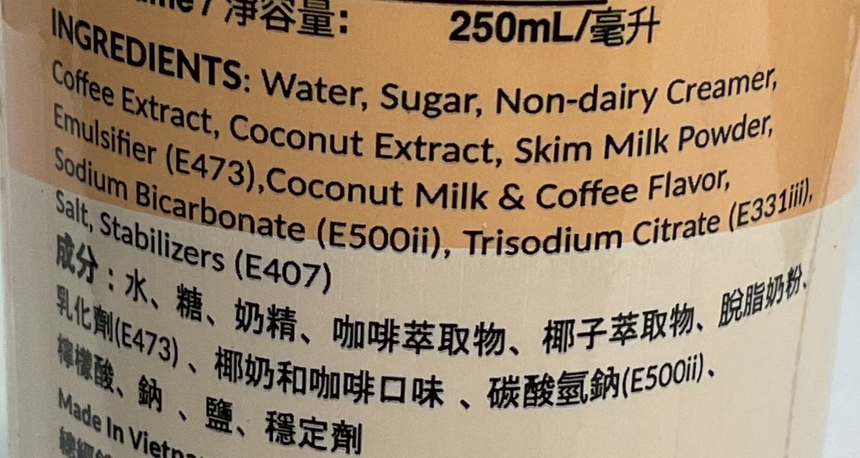 / 淨容量: 250mL/毫升
INGREDIENTS: Water, Sugar, Non-dairy Creamer,
Coffee Extract, Coconut Extract, Skim Milk Powder,
Emulsifier (E473),Coconut Milk & Coffee Flavor,
Sodium Bicarbonate (E500ii), Trisodium Citrate (E331iii),
Salt, Stabilizers (E407)
成分：水、糖、奶精、咖啡萃取物、椰子萃取物、脫脂奶粉、
乳化劑(E473)、椰奶和咖啡口味、碳酸氫鈉(E500ii)、
檸檬酸、鈉、鹽、穩定劑
Made In